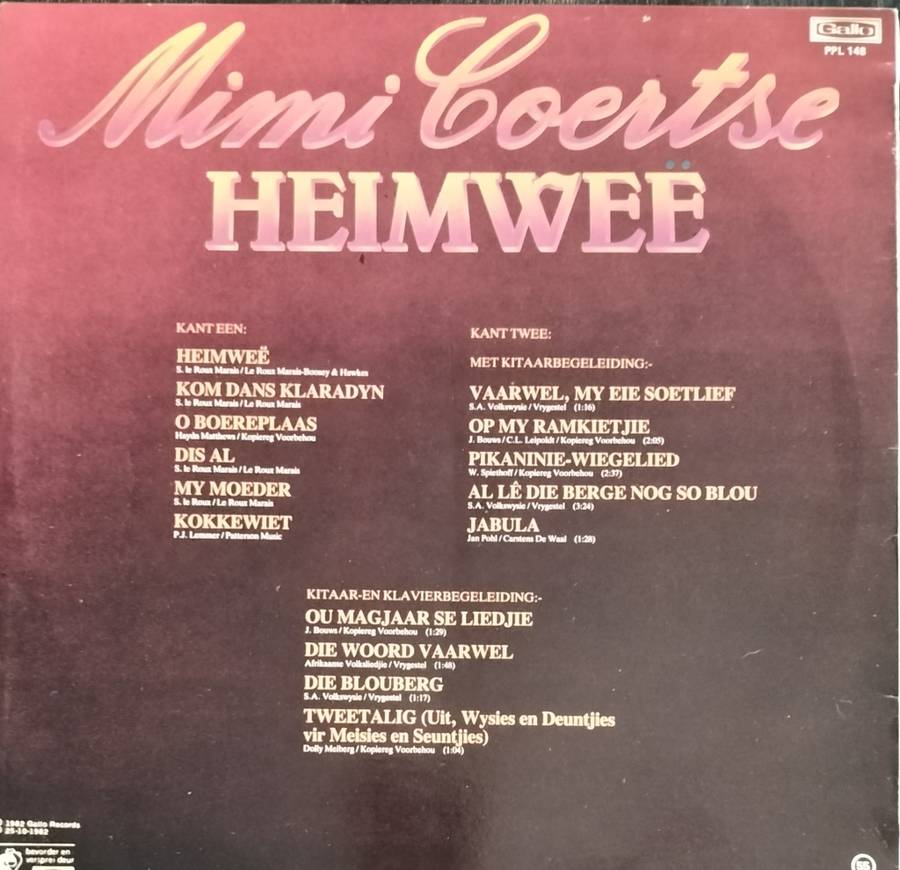 Gallo
PPL 148
Mimi Coertse
HEIMWEË
KANT EEN:
HEIMWEË
S. le Roux Marais / Le Roux Marais-Boosey & Hawkes
KOM DANS KLARADYN
S. le Roux Marais / Le Roux Marais
O BOEREPLAAS
Haydn Matthews / Kopiereg Voorbehou
DIS AL
S. le Roux Marais / Le Roux Marais
MY MOEDER
S. le Roux / Le Roux Marais
KOKKEWIET
P.J. Lemmer / Patterson Music
KANT TWEE:
MET KITAARBEGELEIDING:-
VAARWEL, MY EIE SOETLIEF
S.A. Volkswysie / Vrygestel (1:16)
OP MY RAMKIETJIE
J. Bouws / C.L. Leipoldt / Kopiereg Voorbehou (2:05)
PIKANINIE-WIEGELIED
W. Spiethoff / Kopiereg Voorbehou (2:37)
AL LÊ DIE BERGE NOG SO BLOU
S.A. Volkswysie / Vrygestel (3:24)
JABULA
Jan Pohl / Carstens De Waal (1:28)
KITAAR-EN KLAVIERBEGELEIDING:-
OU MAGJAAR SE LIEDJIE
J. Bouws / Kopiereg Voorbehou (1:29)
DIE WOORD VAARWEL
Afrikaanse Volksliedjie / Vrygestel (1:48)
DIE BLOUBERG
S.A. Volkswysie / Vrygestel (1:17)
TWEETALIG (Uit, Wysies en Deuntjies
vir Meisies en Seuntjies)
Dolly Meiberg / Kopiereg Voorbehou (1:04)
1982 Gallo Records
25-10-1982
bevorder en
versprei deur